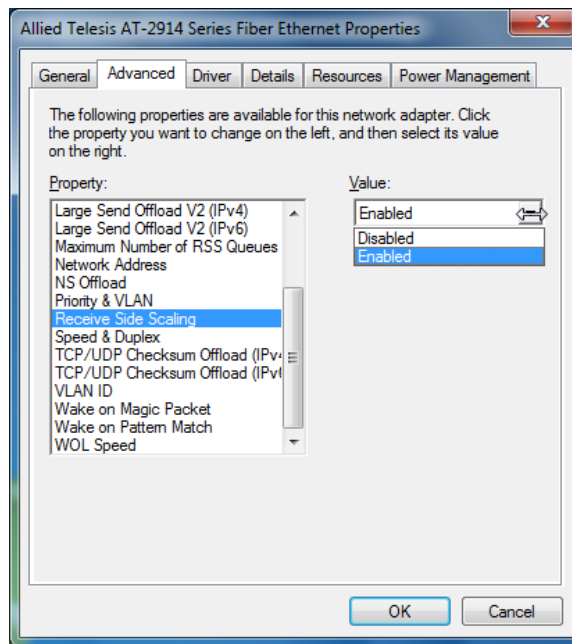 Allied Telesis AT-2914 Series Fiber Ethernet Properties
General Advanced Driver Details Resources Power Management
The following properties are available for this network adapter. Click
the property you want to change on the left, and then select its value
on the right.
Property:
Large Send Offload V2 (IPv4)
Large Send Offload V2 (IPv6)
Maximum Number of RSS Queues
Network Address
NS Offload
Priority & VLAN
Receive Side Scaling
Speed & Duplex
TCP/UDP Checksum Offload (IPv4
TCP/UDP Checksum Offload (IPv6
VLAN ID
Wake on Magic Packet
Wake on Pattern Match
WOL Speed
Value:
Enabled
Disabled
Enabled
OK Cancel